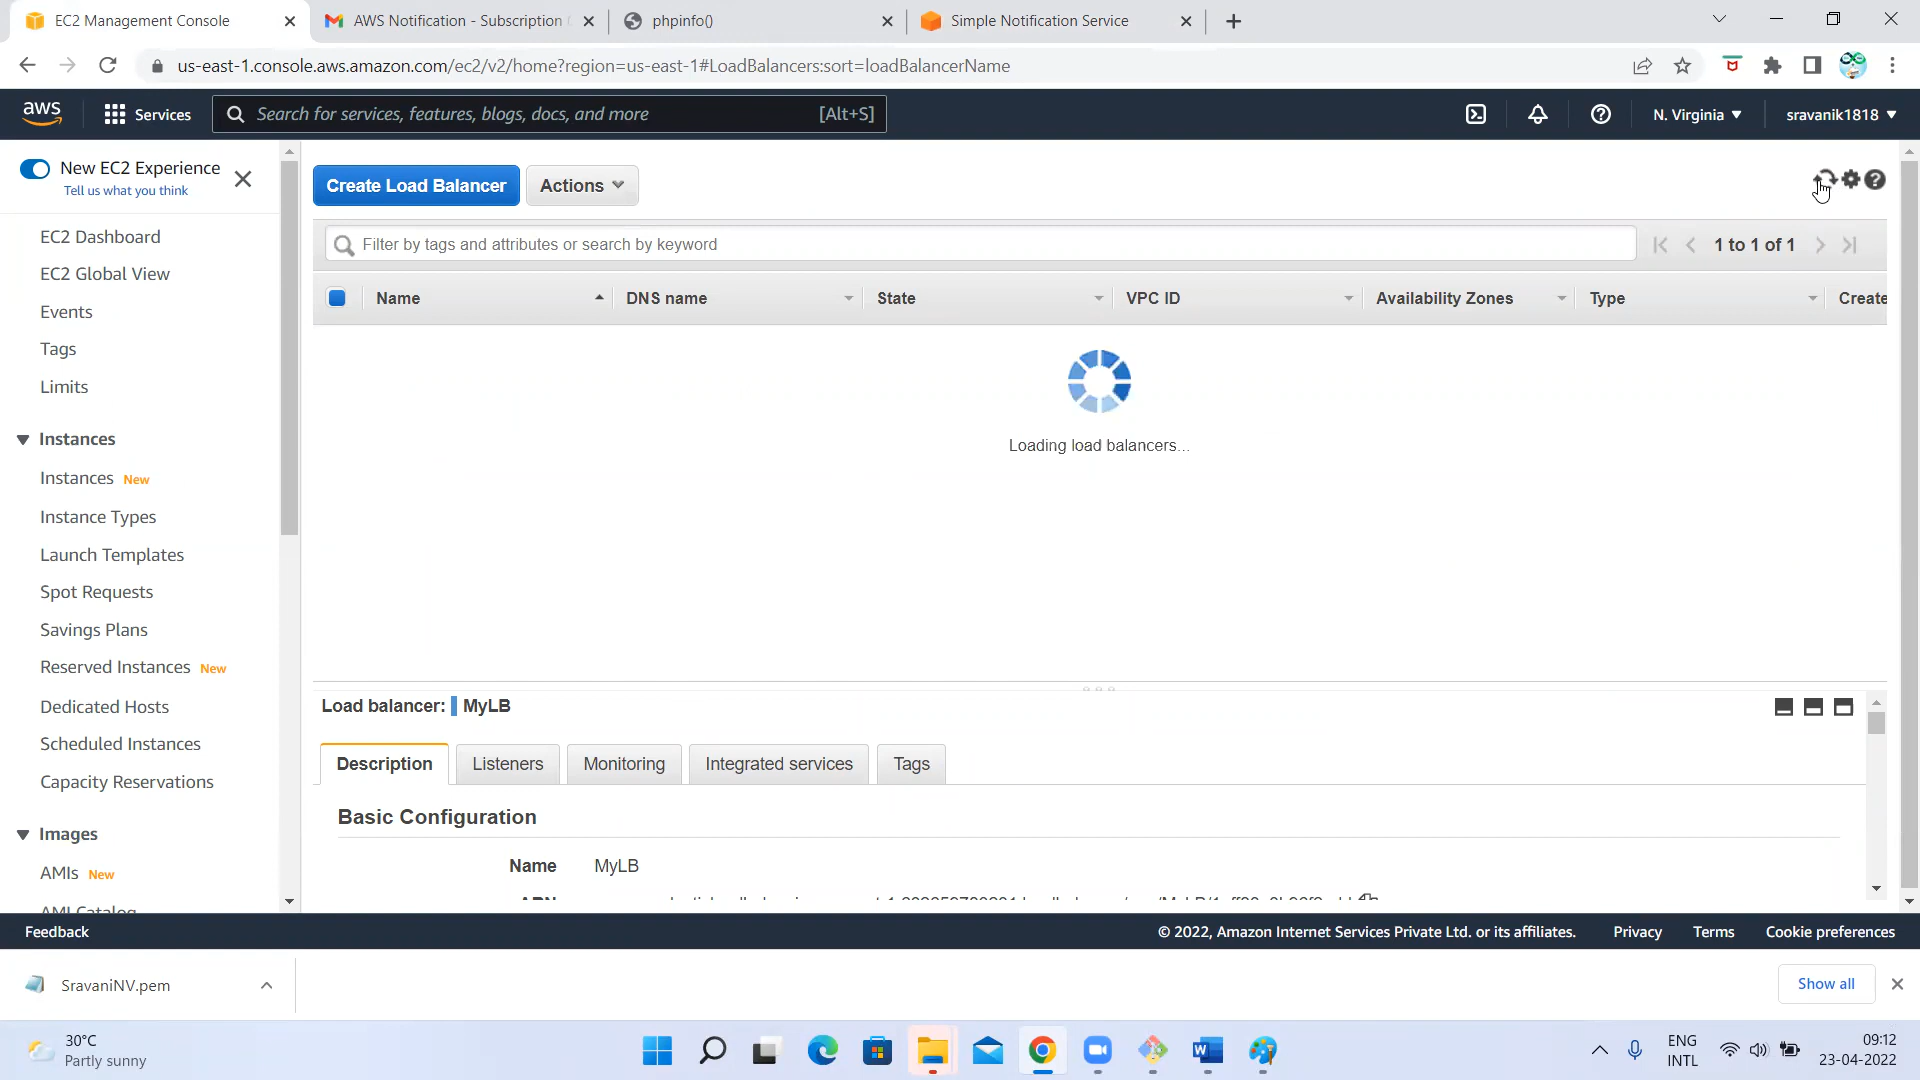 EC2 Management Console
AWS Notification - Subscription
phpinfo()
Simple Notification Service
us-east-1.console.aws.amazon.com/ec2/v2/home?region=us-east-1#LoadBalancers:sort=loadBalancerName
aws
Services
Search for services, features, blogs, docs, and more
[Alt+S]
N. Virginia
sravanik1818
New EC2 Experience
Tell us what you think
EC2 Dashboard
EC2 Global View
Events
Tags
Limits
Instances
Instances New
Instance Types
Launch Templates
Spot Requests
Savings Plans
Reserved Instances New
Dedicated Hosts
Scheduled Instances
Capacity Reservations
Images
AMIs New
AMI Catalog
Create Load Balancer
Actions
Filter by tags and attributes or search by keyword
1 to 1 of 1
Name
DNS name
State
VPC ID
Availability Zones
Type
Create
Loading load balancers...
Load balancer: MyLB
Description
Listeners
Monitoring
Integrated services
Tags
Basic Configuration
Name MyLB
Feedback
© 2022, Amazon Internet Services Private Ltd. or its affiliates.
Privacy
Terms
Cookie preferences
SravaniNV.pem
Show all
30°C
Partly sunny
ENG
INTL
09:12
23-04-2022